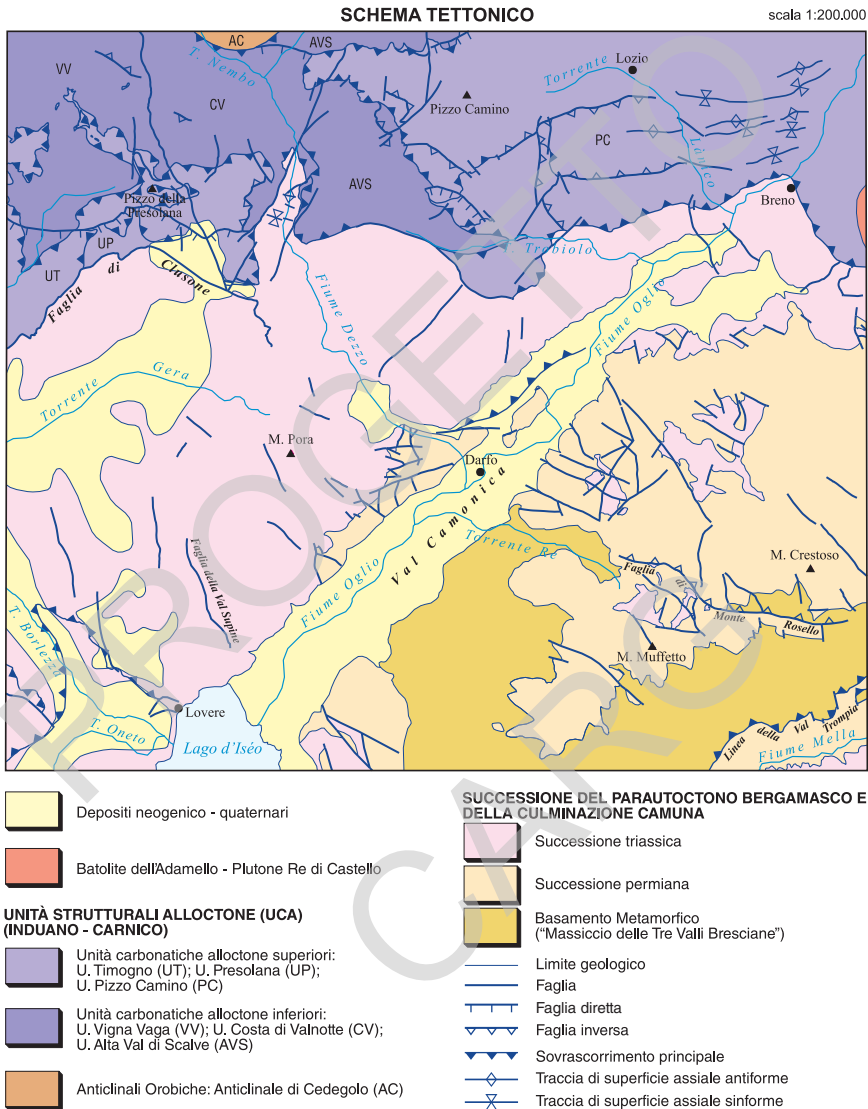 SCHEMA TETTONICO
scala 1:200.000
AC
AVS
T. Nembo
VV
CV
Lozio
Torrente
Pizzo Camino
PC
Lànico
AVS
Pizzo della
Presolana
Breno
UP
UT
T. Trobiolo
Faglia di Clusone
Fiume Dezzo
Fiume Oglio
Torrente Gera
M. Pora
Darfo
Val Camonica
Torrente Re
Faglia della Val Supine
Fiume Oglio
M. Crestoso
Faglia di Monte Rosello
T. Borlezza
M. Muffetto
Lovere
T. Oneto
Lago d'Iséo
Linea della Val Trompia
Fiume Mella
PROGETTO
CARG
Depositi neogenico - quaternari
Batolite dell'Adamello - Plutone Re di Castello
UNITÀ STRUTTURALI ALLOCTONE (UCA)
(INDUANO - CARNICO)
Unità carbonatiche alloctone superiori:
U. Timogno (UT); U. Presolana (UP);
U. Pizzo Camino (PC)
Unità carbonatiche alloctone inferiori:
U. Vigna Vaga (VV); U. Costa di Valnotte (CV);
U. Alta Val di Scalve (AVS)
Anticlinali Orobiche: Anticlinale di Cedegolo (AC)
SUCCESSIONE DEL PARAUTOCTONO BERGAMASCO E
DELLA CULMINAZIONE CAMUNA
Successione triassica
Successione permiana
Basamento Metamorfico
("Massiccio delle Tre Valli Bresciane")
Limite geologico
Faglia
Faglia diretta
Faglia inversa
Sovrascorrimento principale
Traccia di superficie assiale antiforme
Traccia di superficie assiale sinforme